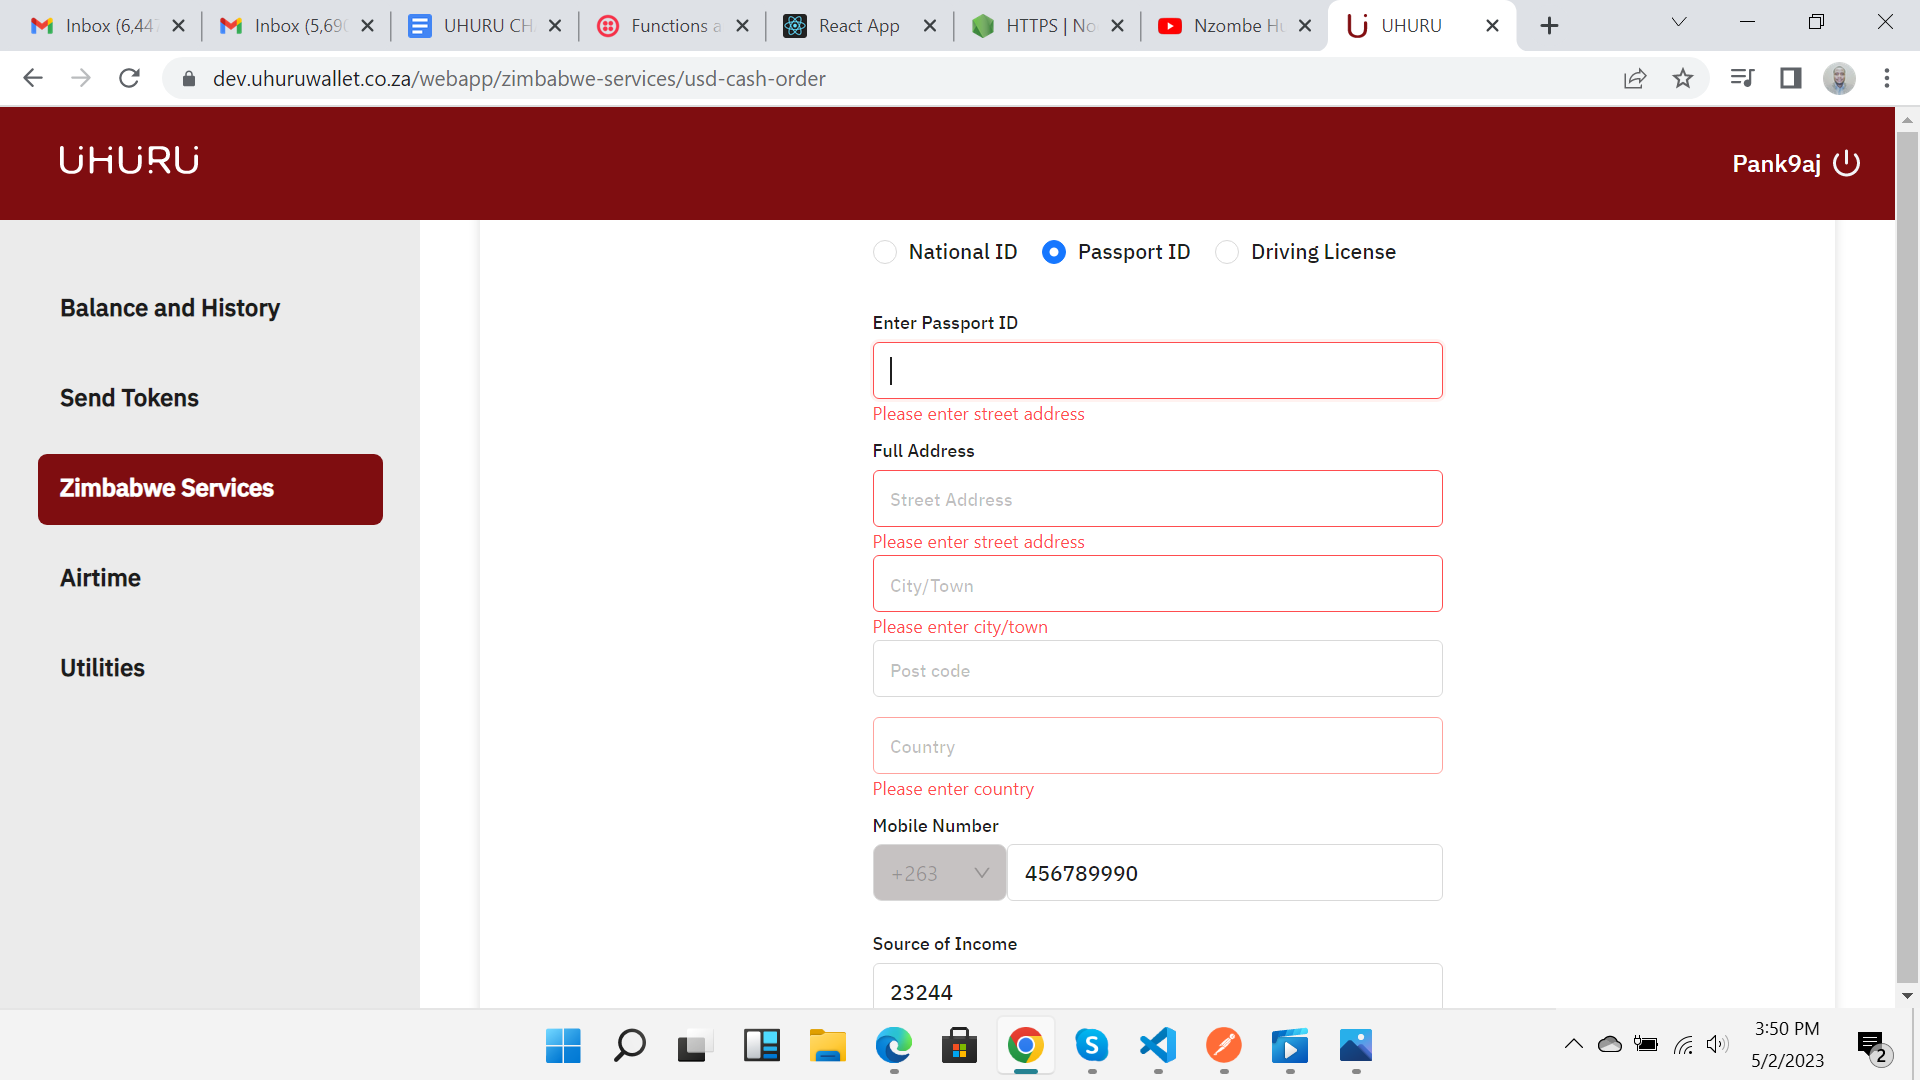 Inbox (6,447
Inbox (5,690
UHURU CH
Functions a
React App
HTTPS | No
Nzombe Hu
UHURU
dev.uhuruwallet.co.za/webapp/zimbabwe-services/usd-cash-order
UHURU
Pank9aj
National ID
Passport ID
Driving License
Balance and History
Send Tokens
Zimbabwe Services
Airtime
Utilities
Enter Passport ID
Please enter street address
Full Address
Street Address
Please enter street address
City/Town
Please enter city/town
Post code
Country
Please enter country
Mobile Number
+263
456789990
Source of Income
23244
3:50 PM
5/2/2023
2